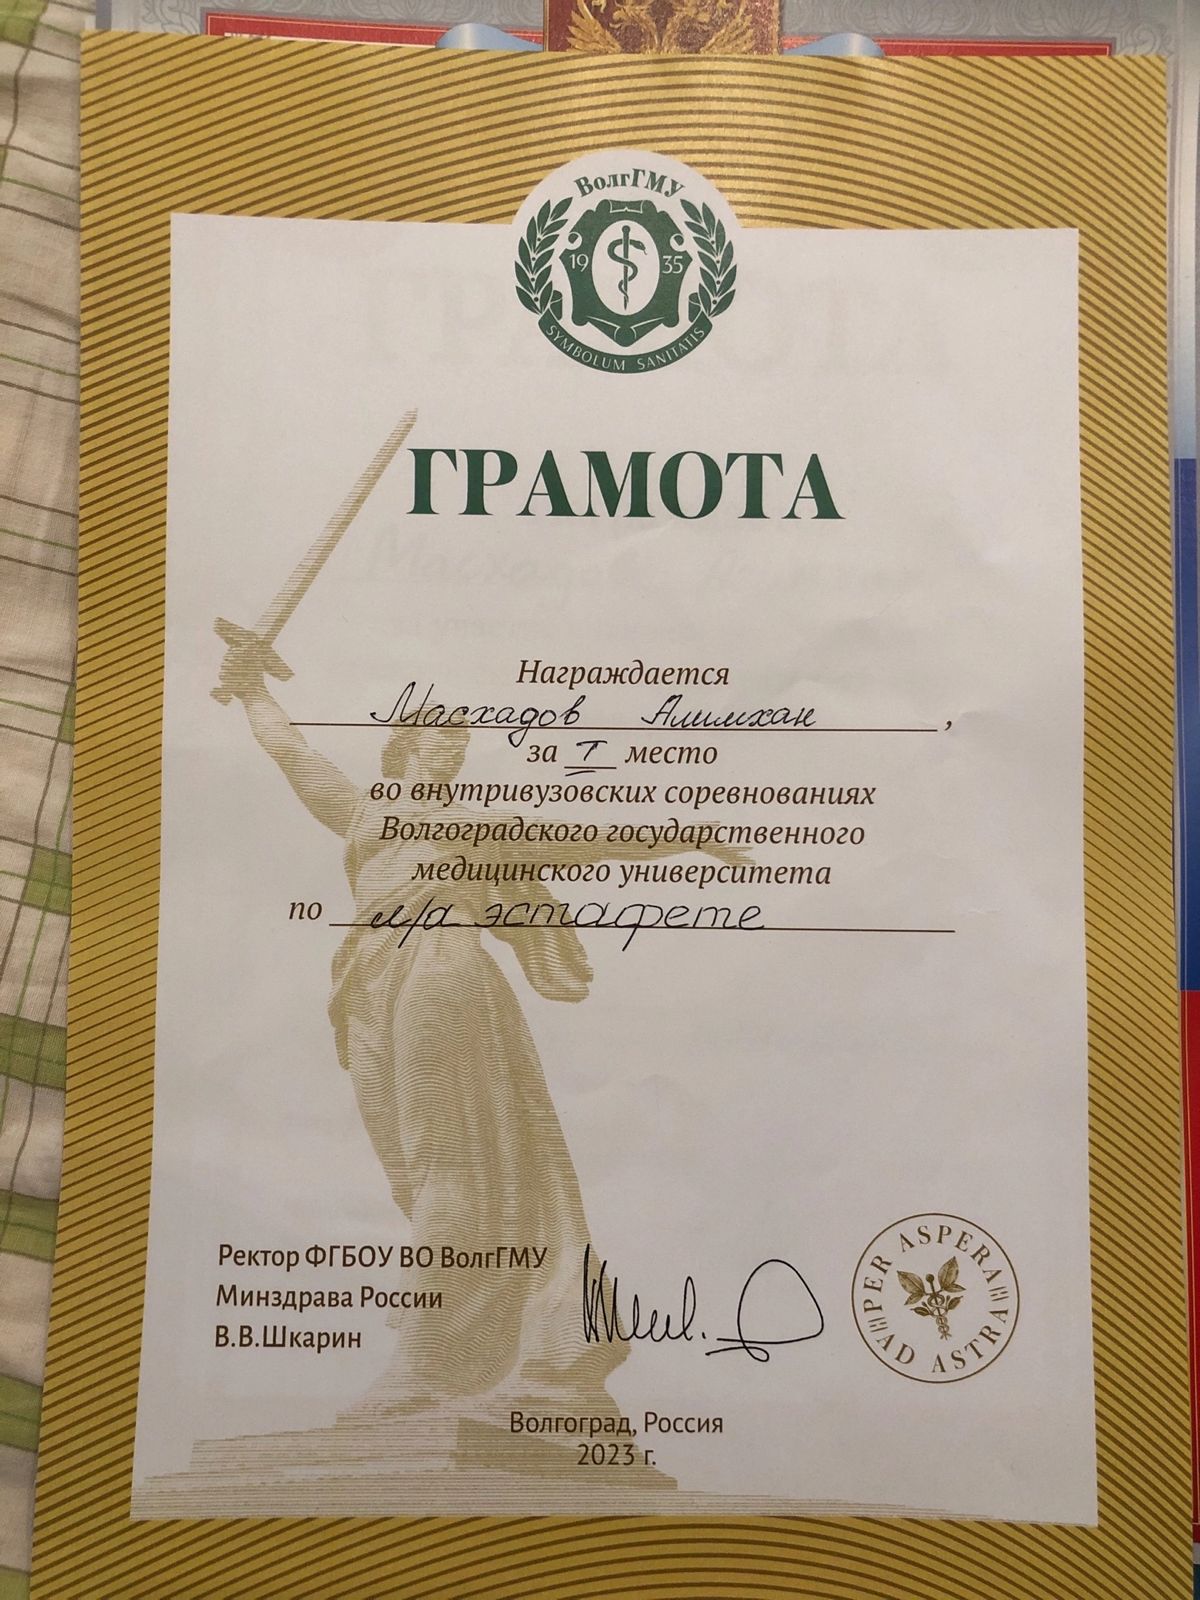 ВолгГМУ
19 35
SYMBOLUM SANITATIS
ГРАМОТА
Награждается
Масхадов Алимхан,
за I место
во внутривузовских соревнованиях
Волгоградского государственного
медицинского университета
по л/а эстафете
Ректор ФГБОУ ВО ВолгГМУ
Минздрава России
В.В.Шкарин
PER ASPERA
AD ASTRA
Волгоград, Россия
2023 г.